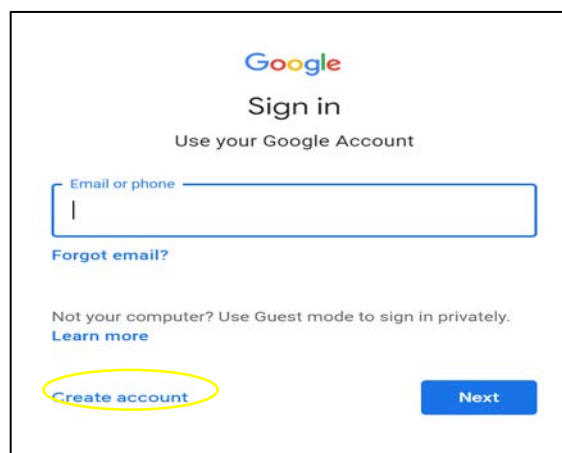 Google
Sign in
Use your Google Account
Email or phone
Forgot email?
Not your computer? Use Guest mode to sign in privately.
Learn more
Create account
Next